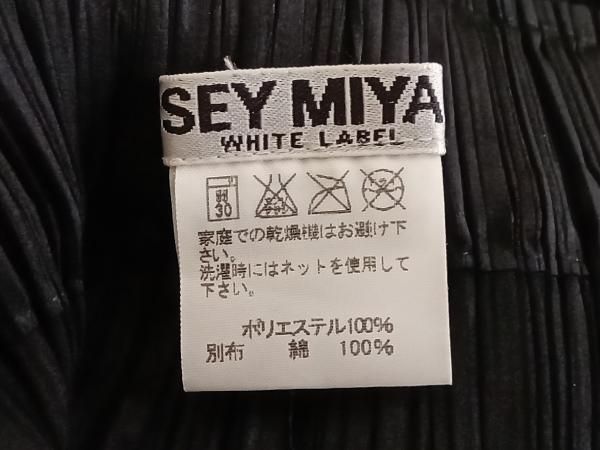 SEY MIYA
WHITE LABEL
弱
30
家庭での乾燥機はお避け下
さい。
洗濯時にはネットを使用して
下さい。
ポリエステル100%
別布 綿 100%